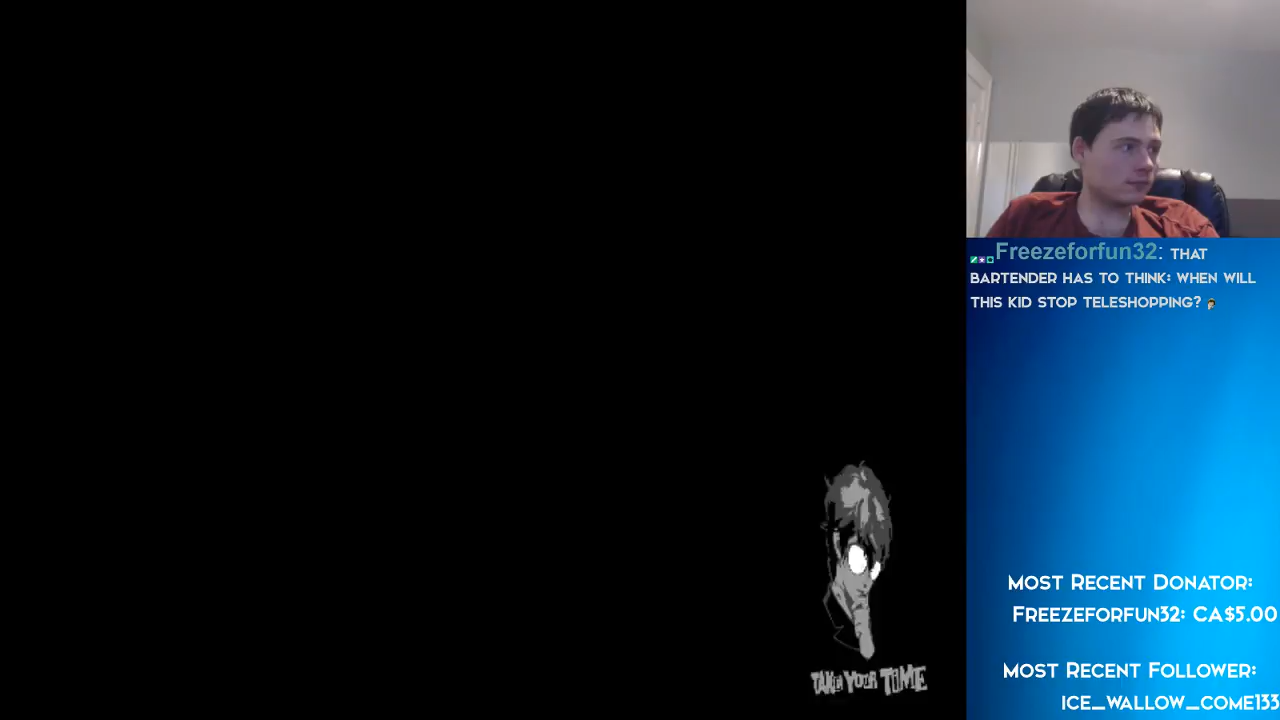 Freezeforfun32: THAT
BARTENDER HAS TO THINK: WHEN WILL
THIS KID STOP TELESHOPPING?
MOST RECENT DONATOR:
FREEZEFORFUN32: CA$5.00
TAKE YOUR TIME
MOST RECENT FOLLOWER:
ICE_WALLOW_COME133